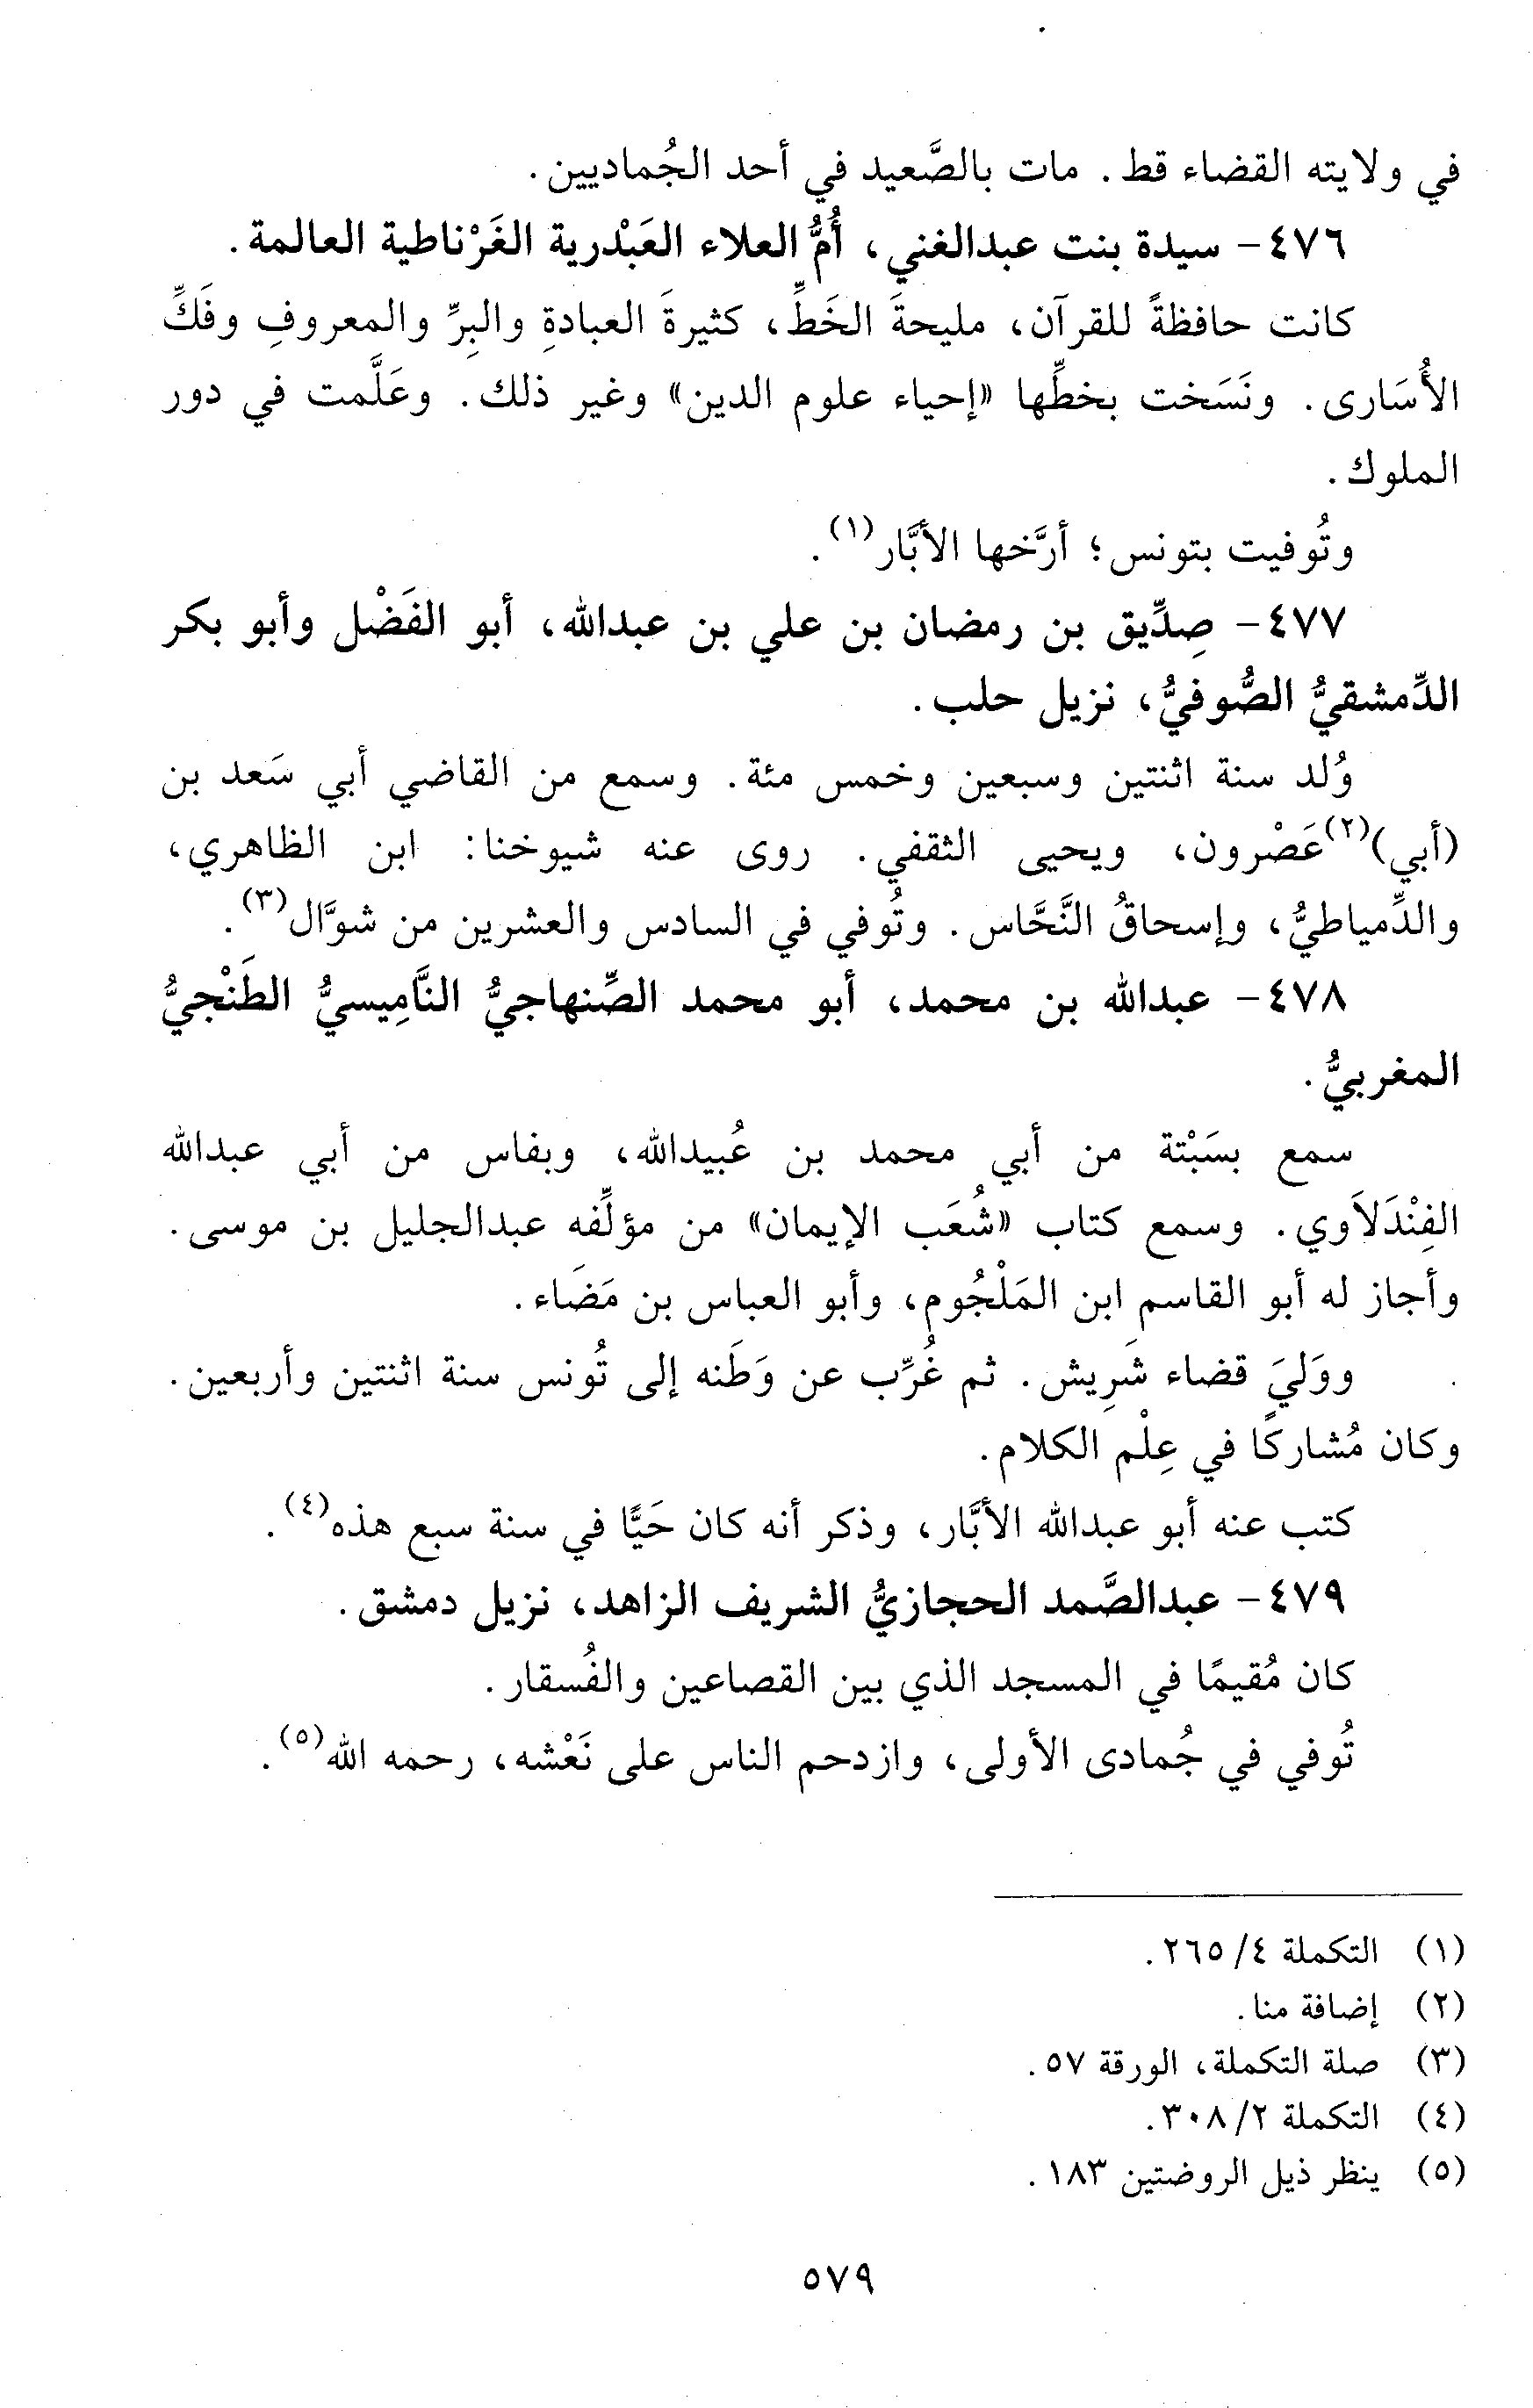 في ولايته القضاء قط. مات بالصَّعيد في أحد الجُماديين.
٤٧٦- سيدة بنت عبدالغني، أُمُّ العلاء العَبْدرية الغَرْناطية العالمة.
كانت حافظةً للقرآن، مليحةَ الخَطِّ، كثيرةَ العبادةِ والبِرِّ والمعروفِ وفَكِّ
الأُسَارى. ونَسَخت بخطِّها «إحياء علوم الدين» وغير ذلك. وعَلَّمت في دور
الملوك.
وتُوفيت بتونس؛ أرَّخها الأبَّار(١).
٤٧٧- صِدِّيق بن رمضان بن علي بن عبدالله، أبو الفَضْل وأبو بكر
الدِّمشقيُّ الصُّوفيُّ، نزيل حلب.
وُلد سنة اثنتين وسبعين وخمس مئة. وسمع من القاضي أبي سَعد بن
(أبي)(٢)عَصْرون، ويحيى الثقفي. روى عنه شيوخنا: ابن الظاهري،
والدِّمياطيُّ، وإسحاقُ النَّحَّاس. وتُوفي في السادس والعشرين من شوَّال(٣).
٤٧٨- عبدالله بن محمد، أبو محمد الصِّنهاجيُّ النَّامِيسيُّ الطَنْجيُّ
المغربيُّ.
سمع بسَبْتة من أبي محمد بن عُبيدالله، وبفاس من أبي عبدالله
الفِنْدَلاَوي. وسمع كتاب «شُعَب الإيمان» من مؤلِّفه عبدالجليل بن موسى.
وأجاز له أبو القاسم ابن المَلْجُوم، وأبو العباس بن مَضَاء.
ووَليَ قضاء شَرِيش. ثم غُرِّب عن وَطَنه إلى تُونس سنة اثنتين وأربعين.
وكان مُشاركًا في عِلْم الكلام.
كتب عنه أبو عبدالله الأبَّار، وذكر أنه كان حَيًّا في سنة سبع هذه(٤).
٤٧٩- عبدالصَّمد الحجازيُّ الشريف الزاهد، نزيل دمشق.
كان مُقيمًا في المسجد الذي بين القصاعين والفُسقار.
تُوفي في جُمادى الأولى، وازدحم الناس على نَعْشه، رحمه الله(٥).
(١) التكملة ٤/ ٢٦٥.
(٢) إضافة منا.
(٣) صلة التكملة، الورقة ٥٧.
(٤) التكملة ٢/ ٣٠٨.
(٥) ينظر ذيل الروضتين ١٨٣.
٥٧٩